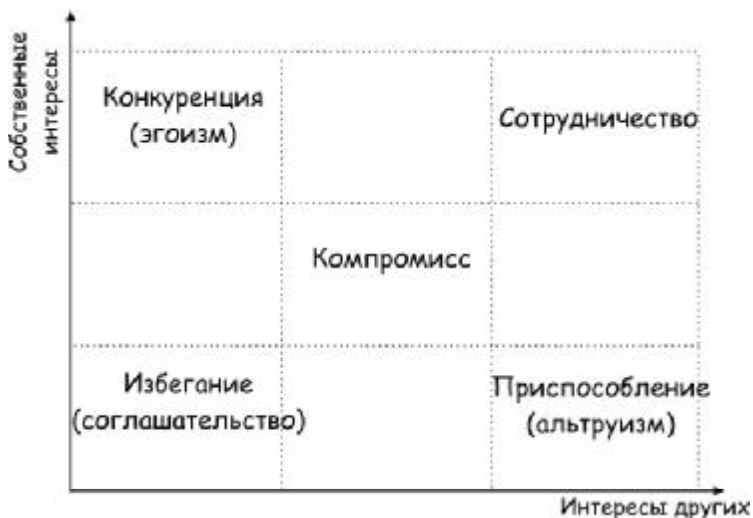 Собственные
интересы
Конкуренция
(эгоизм)
Сотрудничество
Компромисс
Избегание
(соглашательство)
Приспособление
(альтруизм)
Интересы других